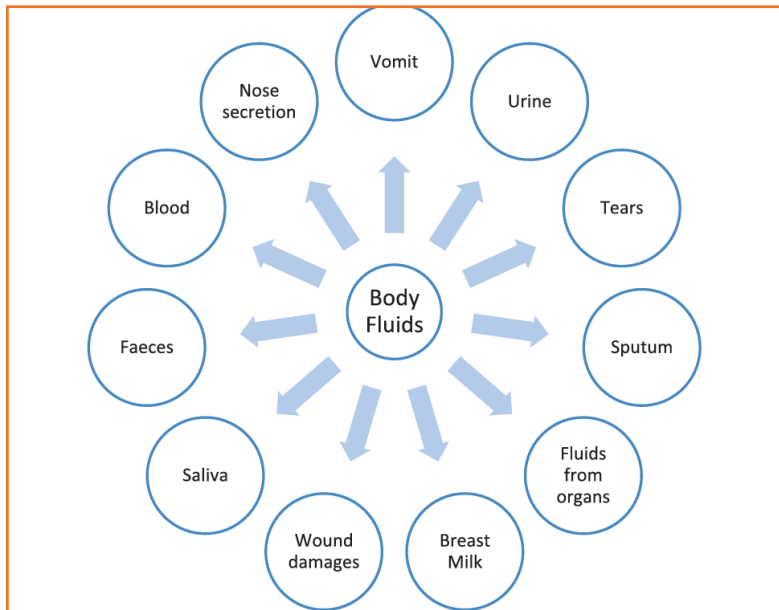 Vomit
Urine
Tears
Sputum
Fluids
from
organs
Breast
Milk
Wound
damages
Saliva
Faeces
Blood
Nose
secretion
Body
Fluids